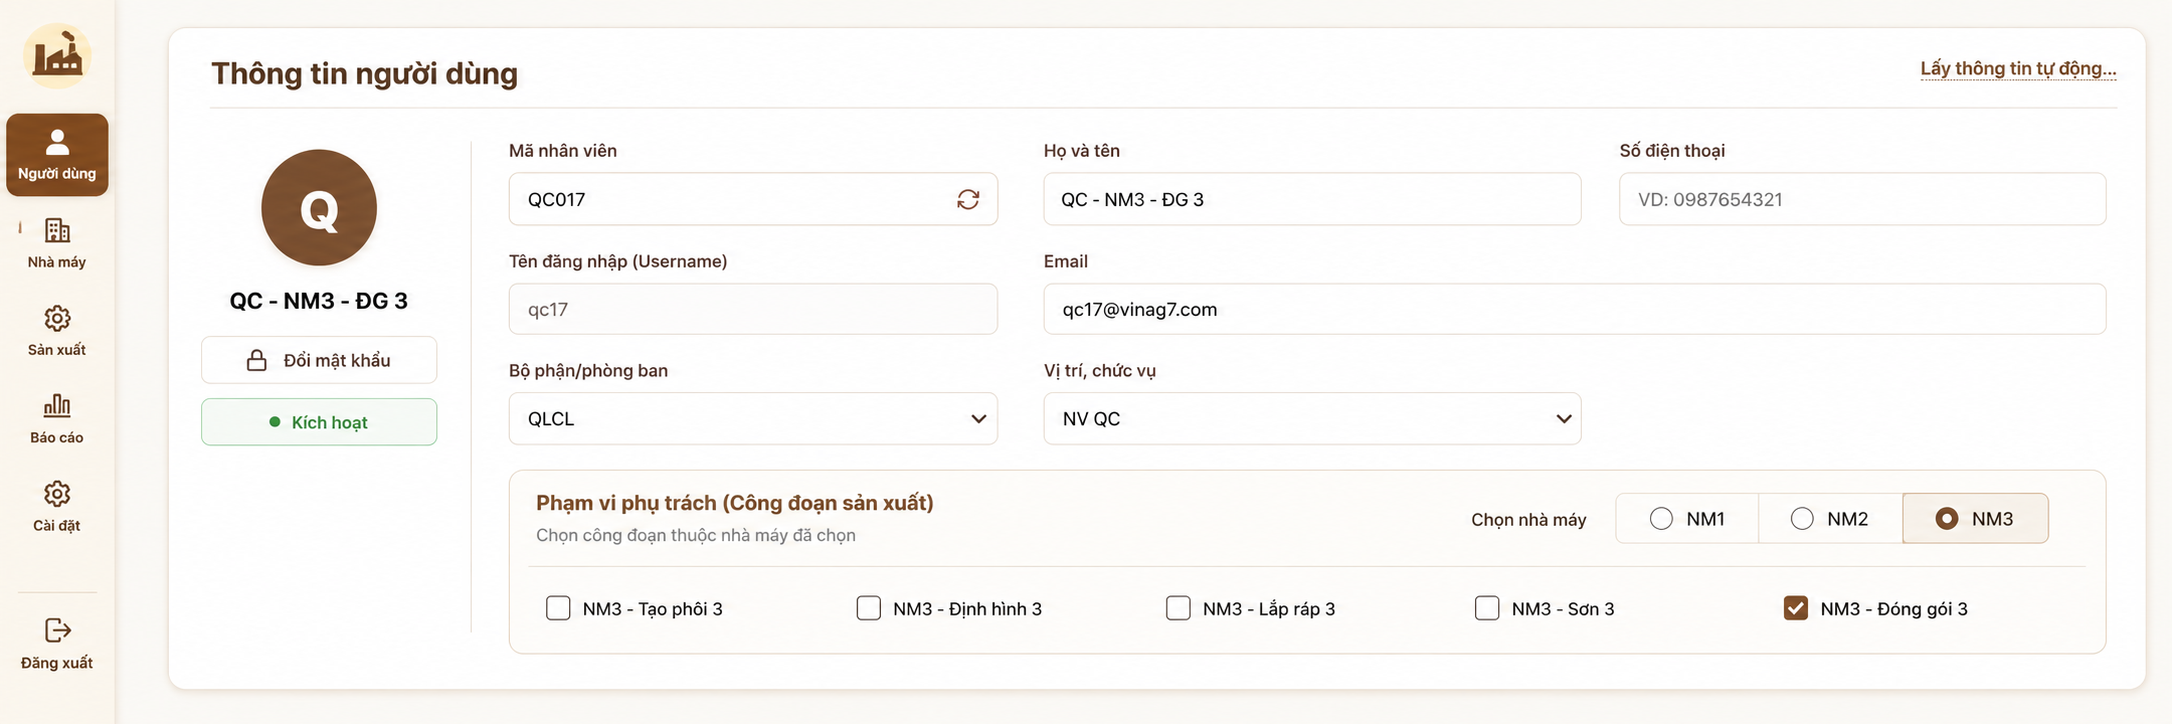 Thông tin người dùng
Lấy thông tin tự động...
Người dùng
Nhà máy
Sản xuất
Báo cáo
Cài đặt
Đăng xuất
Q
QC - NM3 - ĐG 3
Đổi mật khẩu
Kích hoạt
Mã nhân viên
QC017
Họ và tên
QC - NM3 - ĐG 3
Số điện thoại
VD: 0987654321
Tên đăng nhập (Username)
qc17
Email
qc17@vinag7.com
Bộ phận/phòng ban
QLCL
Vị trí, chức vụ
NV QC
Phạm vi phụ trách (Công đoạn sản xuất)
Chọn công đoạn thuộc nhà máy đã chọn
Chọn nhà máy
NM1
NM2
NM3
NM3 - Tạo phôi 3
NM3 - Định hình 3
NM3 - Lắp ráp 3
NM3 - Sơn 3
NM3 - Đóng gói 3